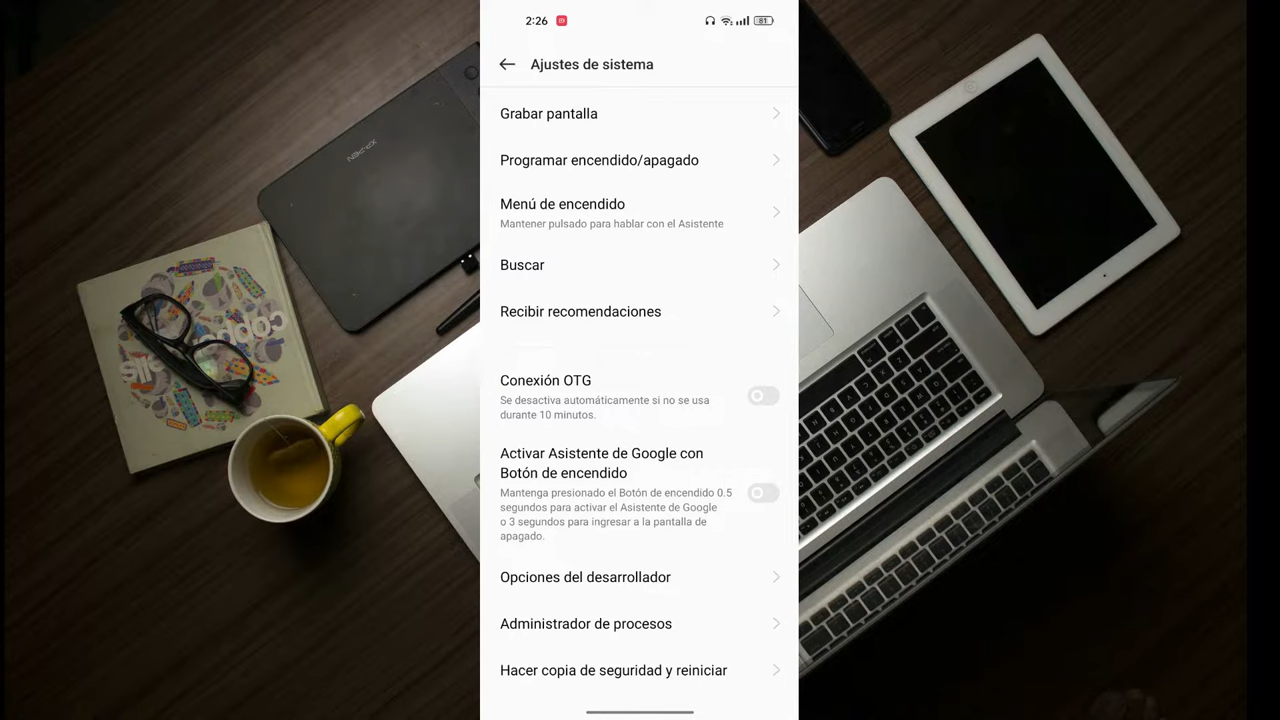 2:26
81
Ajustes de sistema
Grabar pantalla
Programar encendido/apagado
Menú de encendido
Mantener pulsado para hablar con el Asistente
Buscar
Recibir recomendaciones
Conexión OTG
Se desactiva automáticamente si no se usa
durante 10 minutos.
Activar Asistente de Google con
Botón de encendido
Mantenga presionado el Botón de encendido 0.5
segundos para activar el Asistente de Google
o 3 segundos para ingresar a la pantalla de
apagado.
Opciones del desarrollador
Administrador de procesos
Hacer copia de seguridad y reiniciar
XP-PEN